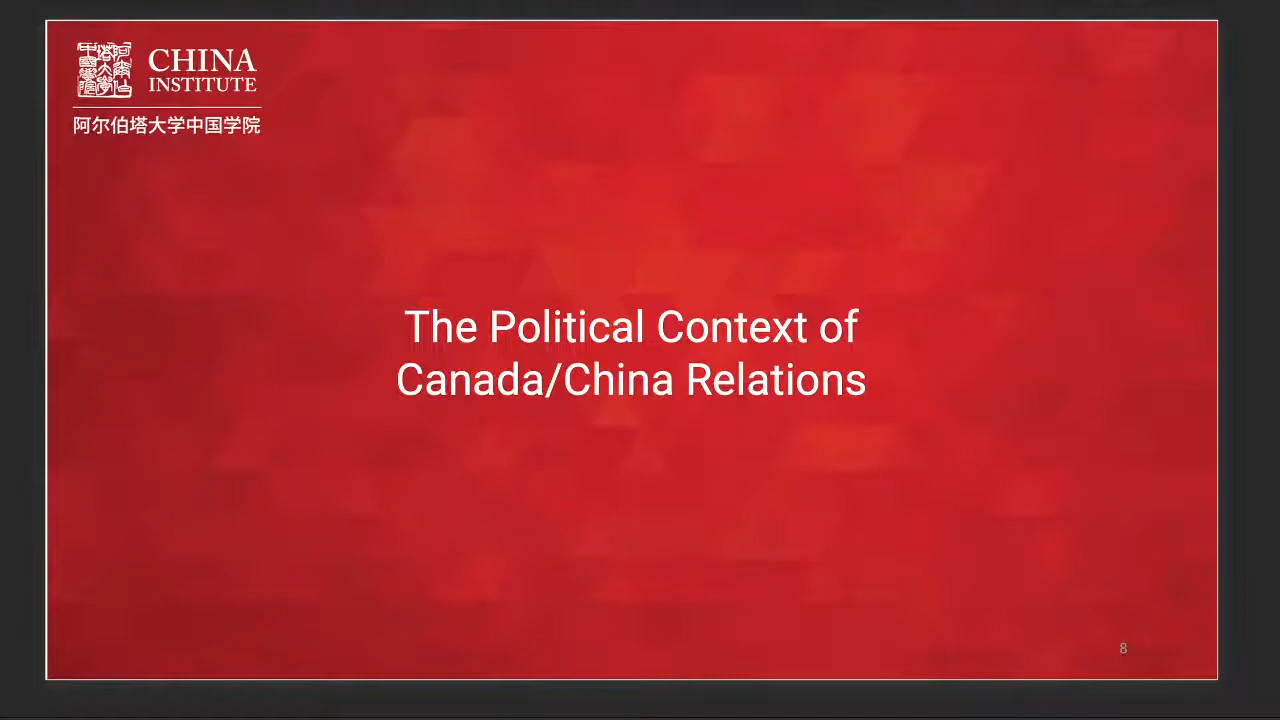 CHINA
INSTITUTE
阿尔伯塔大学中国学院
The Political Context of
Canada/China Relations
8